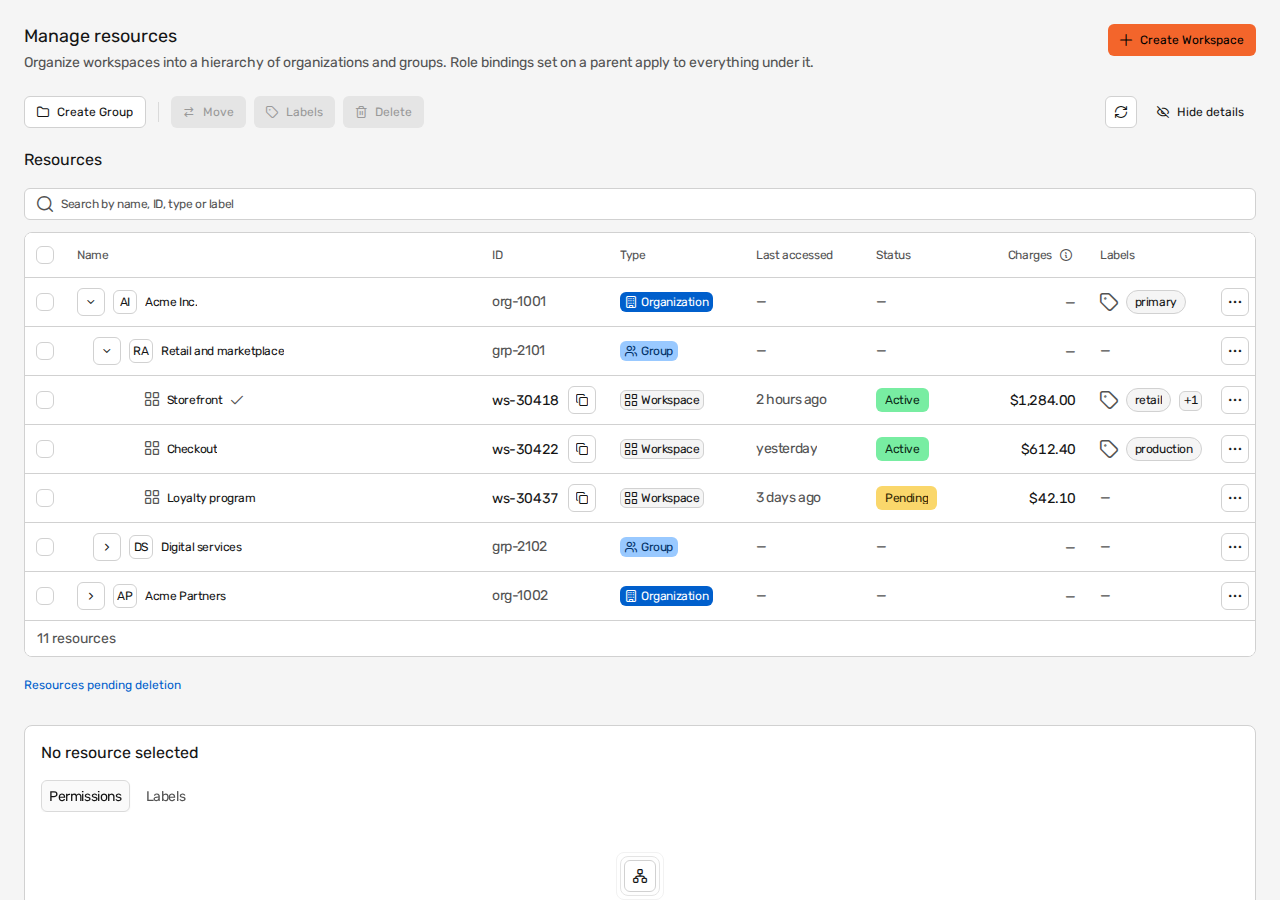 Manage resources
Create Workspace
Organize workspaces into a hierarchy of organizations and groups. Role bindings set on a parent apply to everything under it.
Create Group Move Labels Delete Hide details
Resources
Search by name, ID, type or label
Name ID Type Last accessed Status Charges Labels
AI Acme Inc. org-1001 Organization – – – primary
RA Retail and marketplace grp-2101 Group – – – –
Storefront ws-30418 Workspace 2 hours ago Active $1,284.00 retail +1
Checkout ws-30422 Workspace yesterday Active $612.40 production
Loyalty program ws-30437 Workspace 3 days ago Pending $42.10 –
DS Digital services grp-2102 Group – – – –
AP Acme Partners org-1002 Organization – – – –
11 resources
Resources pending deletion
No resource selected
Permissions Labels